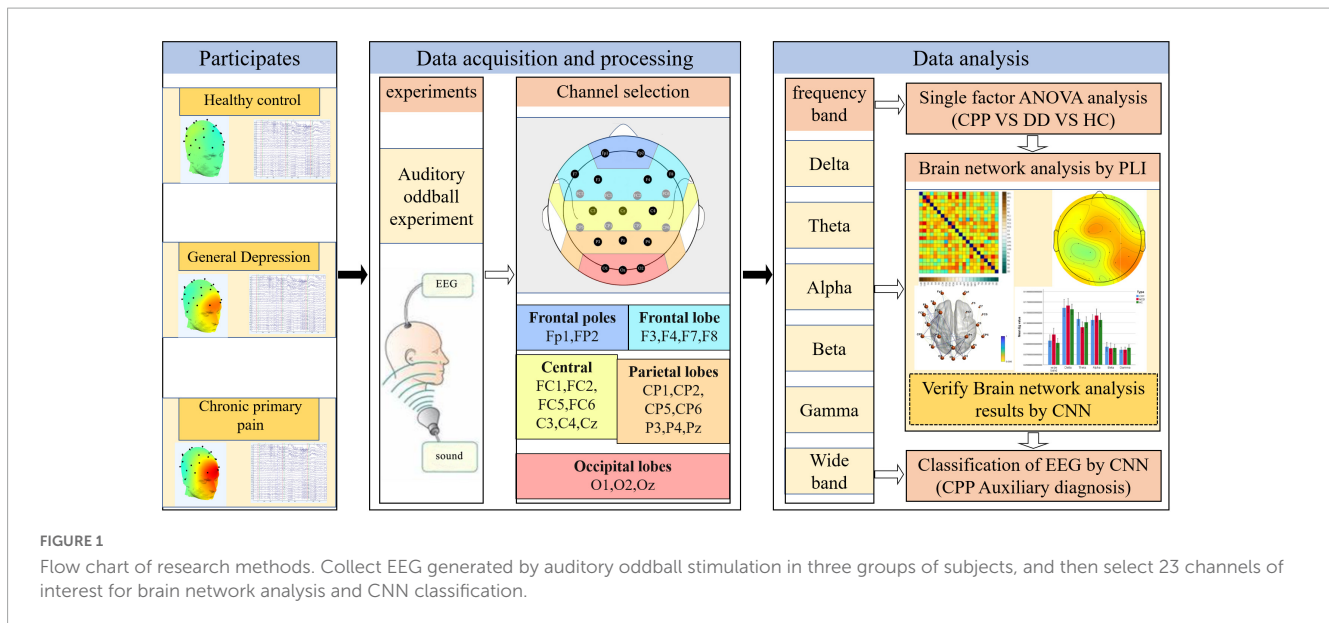 Participates
Healthy control
General Depression
Chronic primary
pain
Data acquisition and processing
experiments
Auditory
oddball
experiment
EEG
sound
Channel selection
Frontal poles
Fp1,FP2
Frontal lobe
F3,F4,F7,F8
Central
FC1,FC2,
FC5,FC6
C3,C4,Cz
Parietal lobes
CP1,CP2,
CP5,CP6
P3,P4,Pz
Occipital lobes
O1,O2,Oz
Data analysis
frequency
band
Delta
Theta
Alpha
Beta
Gamma
Wide
band
Single factor ANOVA analysis
(CPP VS DD VS HC)
Brain network analysis by PLI
Verify Brain network analysis
results by CNN
Classification of EEG by CNN
(CPP Auxiliary diagnosis)
FIGURE 1
Flow chart of research methods. Collect EEG generated by auditory oddball stimulation in three groups of subjects, and then select 23 channels of
interest for brain network analysis and CNN classification.